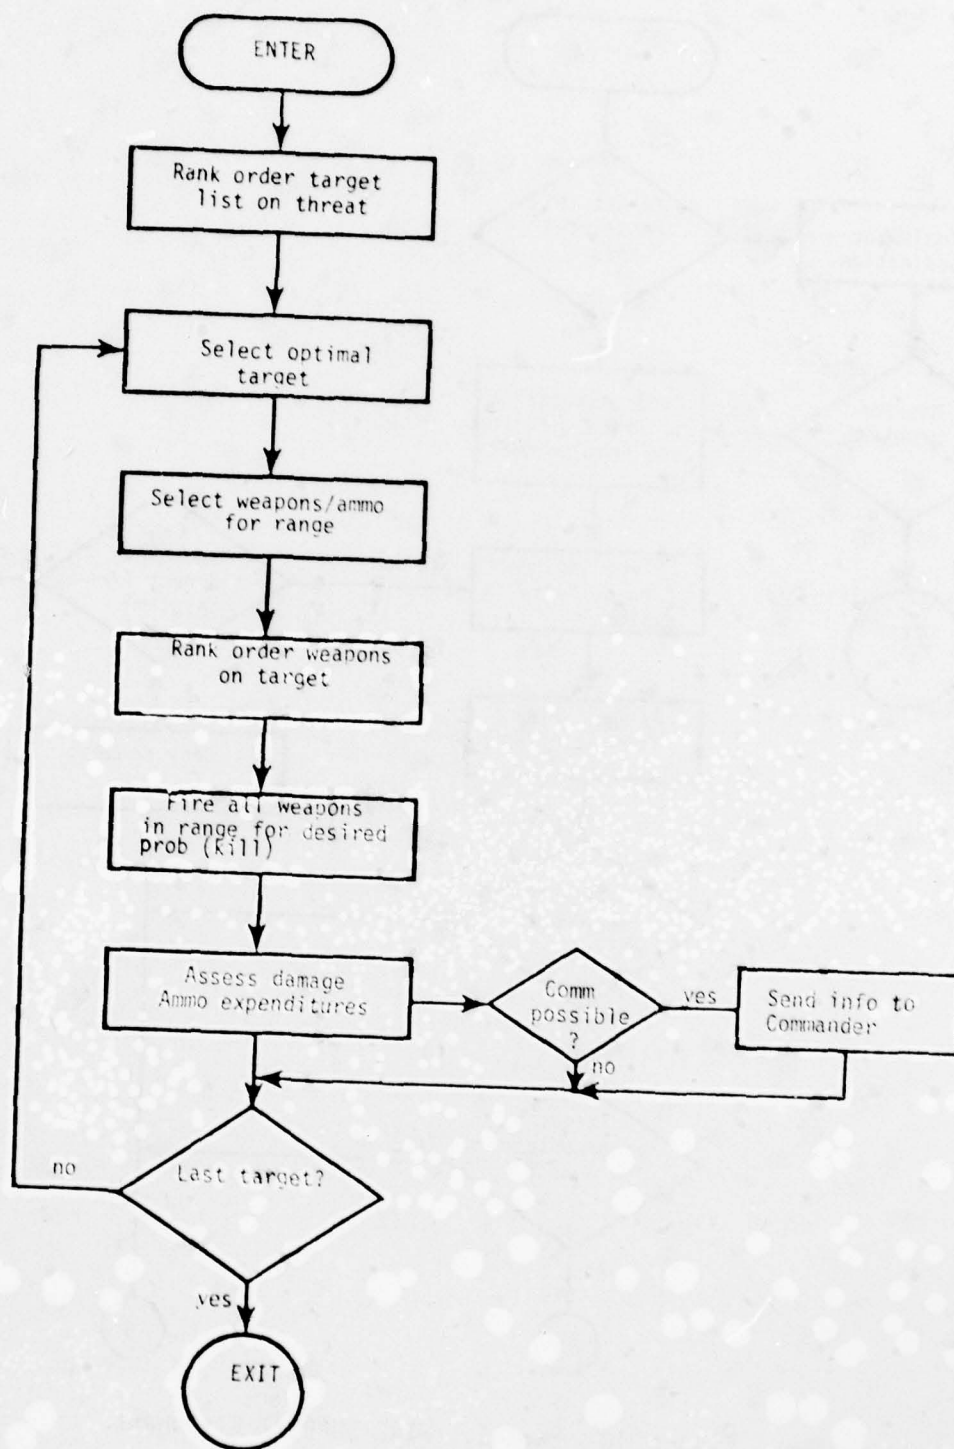 ENTER
Rank order target
list on threat
Select optimal
target
Select weapons/ammo
for range
Rank order weapons
on target
Fire all weapons
in range for desired
prob (Kill)
Assess damage
Ammo expenditures
Comm
possible
?
yes
Send info to
Commander
no
Last target?
no
yes
EXIT